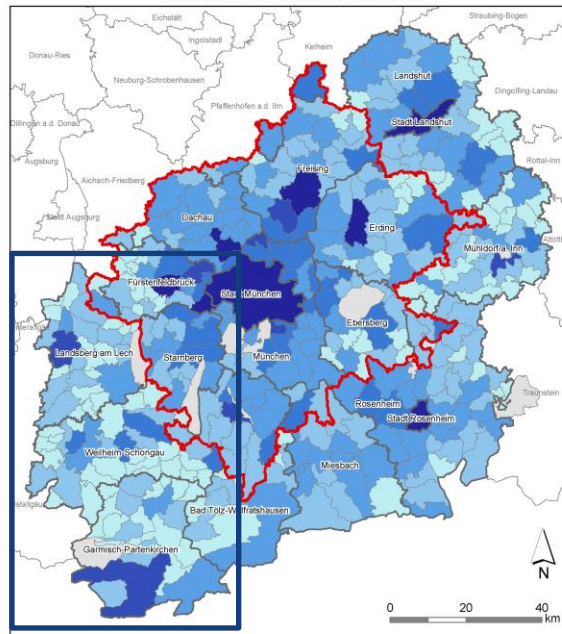 Eichstätt
Straubing-Bogen
Donau-Ries
Ingolstadt
Kelheim
Neuburg-Schrobenhausen
Landshut
Dingolfing-Landau
Pfaffenhofen a.d. Ilm
Dillingen a.d. Donau
Stadt Landshut
Augsburg
Rottal-Inn
Aichach-Friedberg
Freising
Dachau
Stadt Augsburg
Erding
Mühldorf a. Inn
Fürstenfeldbruck
Stadt München
Ebersberg
Landsberg am Lech
Starnberg
München
Traunstein
Rosenheim
Stadt Rosenheim
Weilheim-Schongau
Miesbach
Bad Tölz-Wolfratshausen
Garmisch-Partenkirchen
N
0 20 40
km